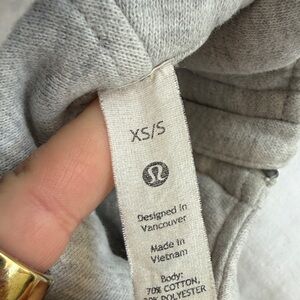 XS/S
Designed in
Vancouver
Made in
Vietnam
Body:
70% COTTON,
POLYESTER